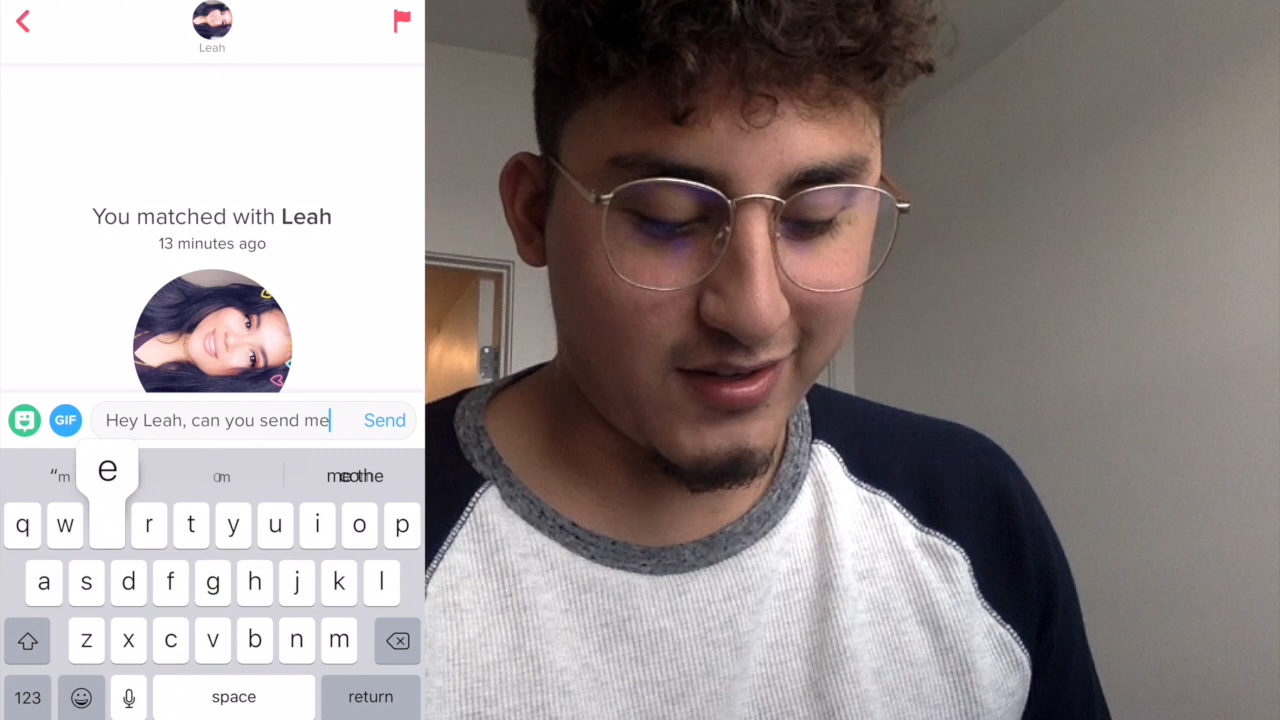 Leah
You matched with Leah
13 minutes ago
GIF
Hey Leah, can you send me
Send
"m
e
q w r t y u i o p
a s d f g h j k l
z x c v b n m
123
space
return